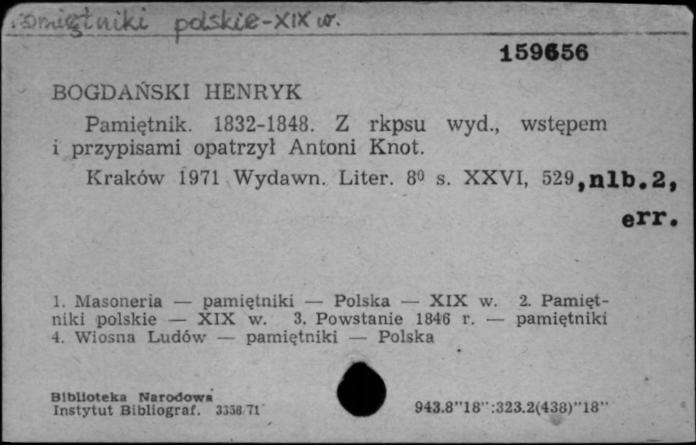 Pamiętniki polskie - XIX w.
159656
BOGDAŃSKI HENRYK
Pamiętnik. 1832-1848. Z rkpsu wyd., wstępem
i przypisami opatrzył Antoni Knot.
Kraków 1971 Wydawn. Liter. 8⁰ s. XXVI, 529, nlb. 2,
err.
1. Masoneria — pamiętniki — Polska — XIX w. 2. Pamięt-
niki polskie — XIX w. 3. Powstanie 1846 r. — pamiętniki
4. Wiosna Ludów — pamiętniki — Polska
Biblioteka Narodowa
Instytut Bibliograf. 3358/71
943.8"18":323.2(438)"18"